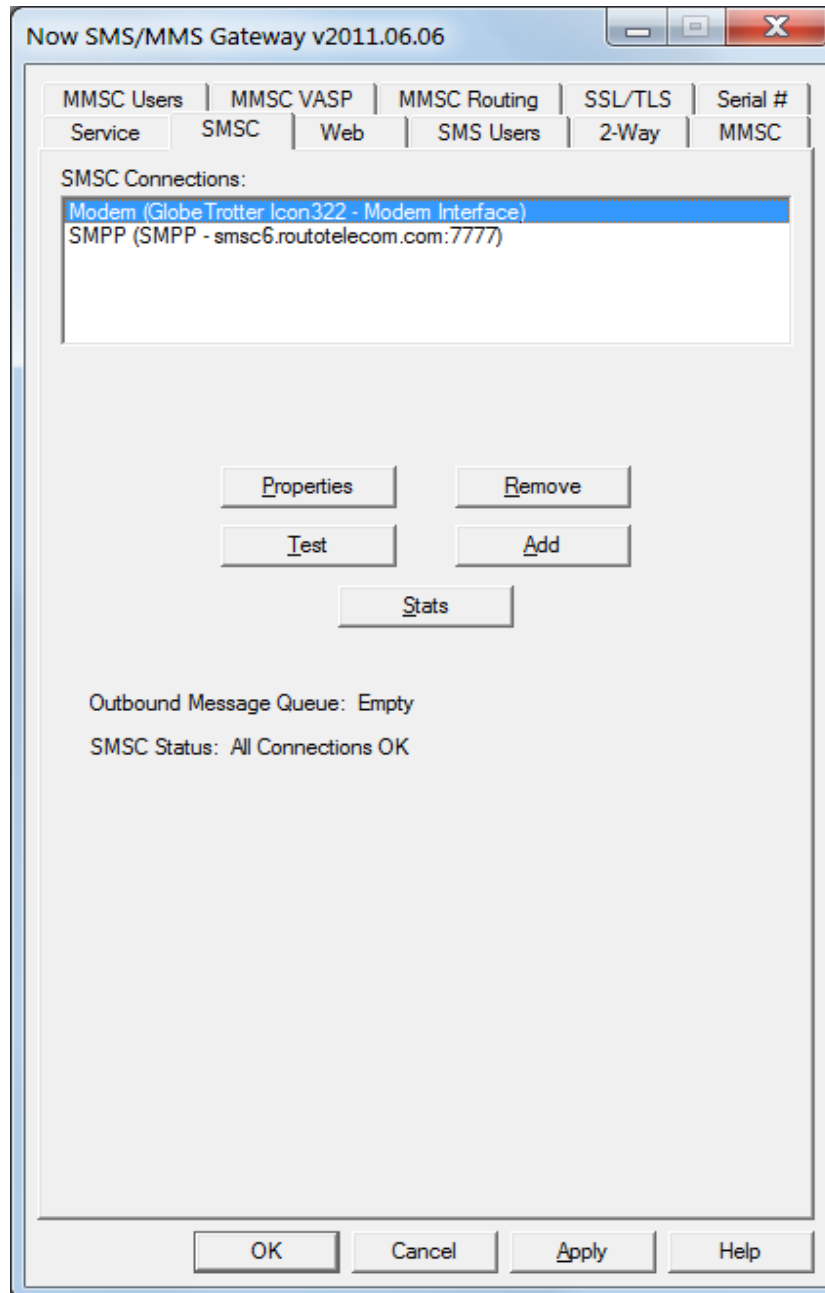 Now SMS/MMS Gateway v2011.06.06
MMSC Users MMSC VASP MMSC Routing SSL/TLS Serial #
Service SMSC Web SMS Users 2-Way MMSC
SMSC Connections:
Modem (GlobeTrotter Icon322 - Modem Interface)
SMPP (SMPP - smsc6.routotelecom.com:7777)
Properties Remove
Test Add
Stats
Outbound Message Queue: Empty
SMSC Status: All Connections OK
OK Cancel Apply Help